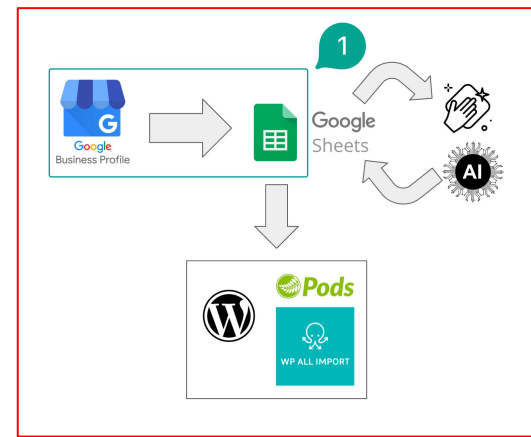 1
G
Google
Business Profile
Google
Sheets
AI
W
Pods
WP ALL IMPORT